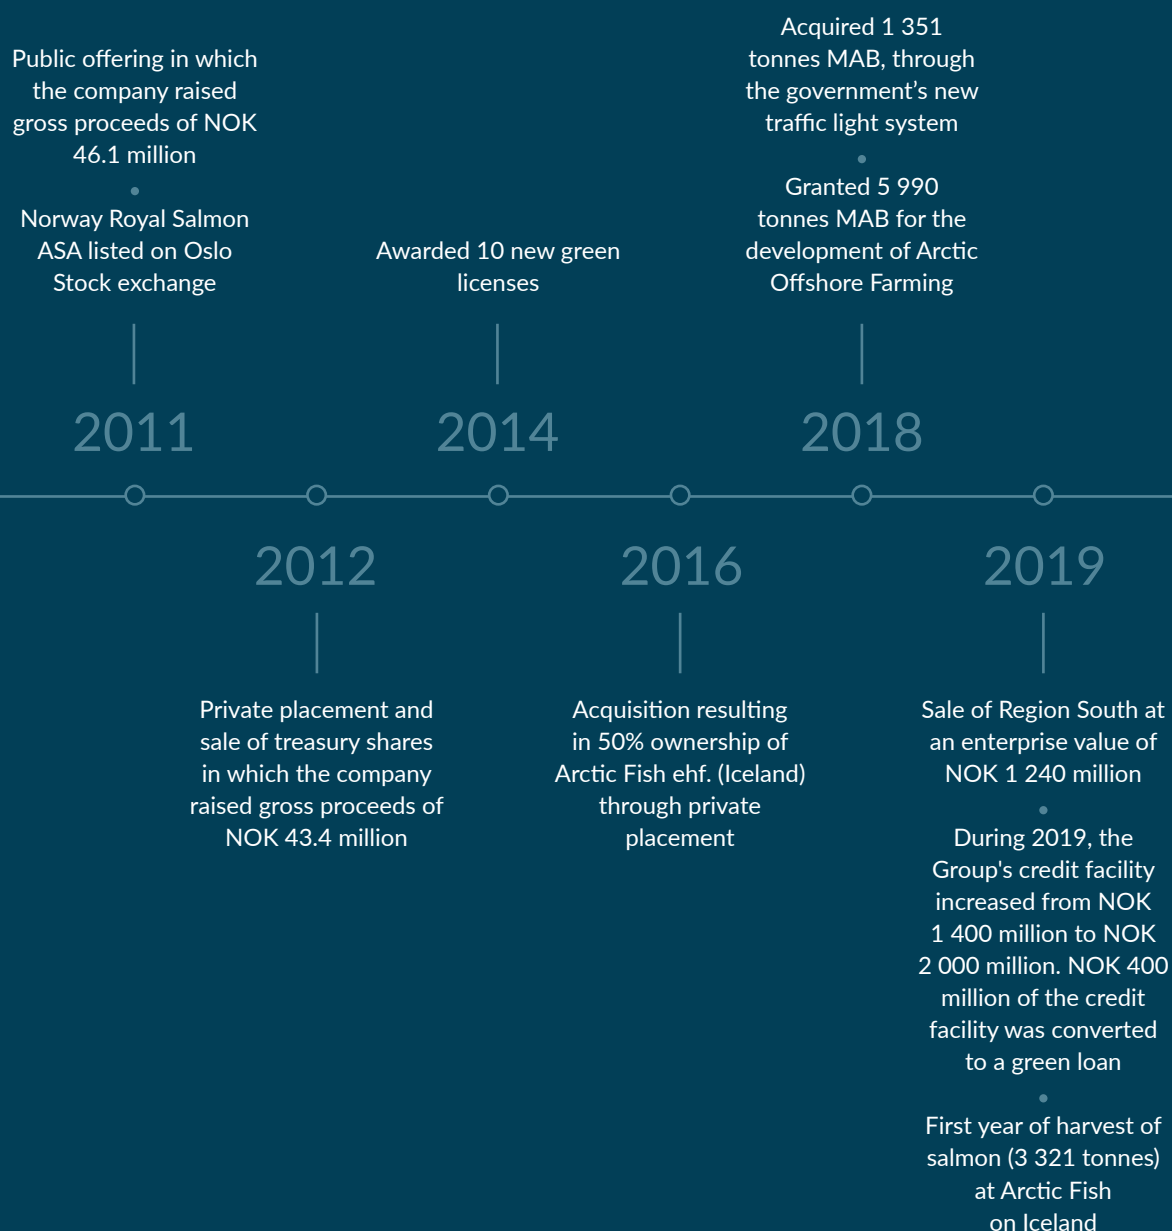 Public offering in which
the company raised
gross proceeds of NOK
46.1 million
Norway Royal Salmon
ASA listed on Oslo
Stock exchange
2011
Private placement and
sale of treasury shares
in which the company
raised gross proceeds of
NOK 43.4 million
2012
Awarded 10 new green
licenses
2014
Acquisition resulting
in 50% ownership of
Arctic Fish ehf. (Iceland)
through private
placement
2016
Acquired 1 351
tonnes MAB, through
the government’s new
traffic light system
Granted 5 990
tonnes MAB for the
development of Arctic
Offshore Farming
2018
2019
Sale of Region South at
an enterprise value of
NOK 1 240 million
During 2019, the
Group's credit facility
increased from NOK
1 400 million to NOK
2 000 million. NOK 400
million of the credit
facility was converted
to a green loan
First year of harvest of
salmon (3 321 tonnes)
at Arctic Fish
on Iceland